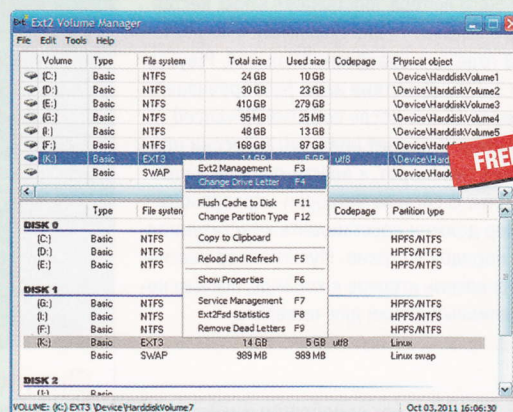 Ext2 Volume Manager
File Edit Tools Help
Volume Type File system Total size Used size Codepage Physical object
(C:) Basic NTFS 24 GB 10 GB \Device\HarddiskVolume1
(D:) Basic NTFS 30 GB 23 GB \Device\HarddiskVolume2
(E:) Basic NTFS 410 GB 279 GB \Device\HarddiskVolume3
(G:) Basic NTFS 95 MB 25 MB \Device\HarddiskVolume4
(I:) Basic NTFS 48 GB 13 GB \Device\HarddiskVolume5
(F:) Basic NTFS 168 GB 87 GB \Device\Hard
(K:) Basic EXT3 14 GB 5 GB utf8 \Device\Hard
Basic SWAP \Device\Hard
FREE
Ext2 Management F3
Change Drive Letter F4
Flush Cache to Disk F11
Change Partition Type F12
Copy to Clipboard
Reload and Refresh F5
Show Properties F6
Service Management F7
Ext2Fsd Statistics F8
Remove Dead Letters F9
Type File system Codepage Partition type
DISK 0
(C:) Basic NTFS HPFS/NTFS
(D:) Basic NTFS HPFS/NTFS
(E:) Basic NTFS HPFS/NTFS
DISK 1
(G:) Basic NTFS HPFS/NTFS
(I:) Basic NTFS HPFS/NTFS
(F:) Basic NTFS HPFS/NTFS
(K:) Basic EXT3 14 GB 5 GB utf8 Linux
Basic SWAP 989 MB 989 MB Linux swap
DISK 2
Basic
VOLUME: (K:) EXT3 \Device\HarddiskVolume7 Oct 03,2011 16:06:30